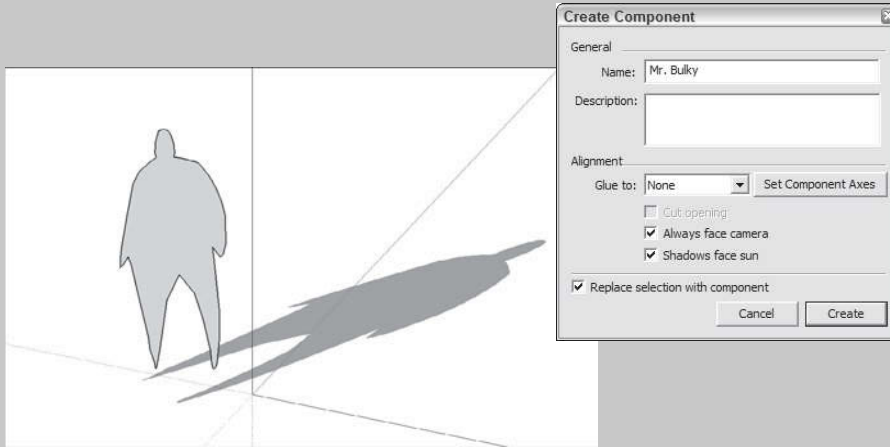 Create Component
General
Name: Mr. Bulky
Description:
Alignment
Glue to: None Set Component Axes
Cut opening
Always face camera
Shadows face sun
Replace selection with component
Cancel Create